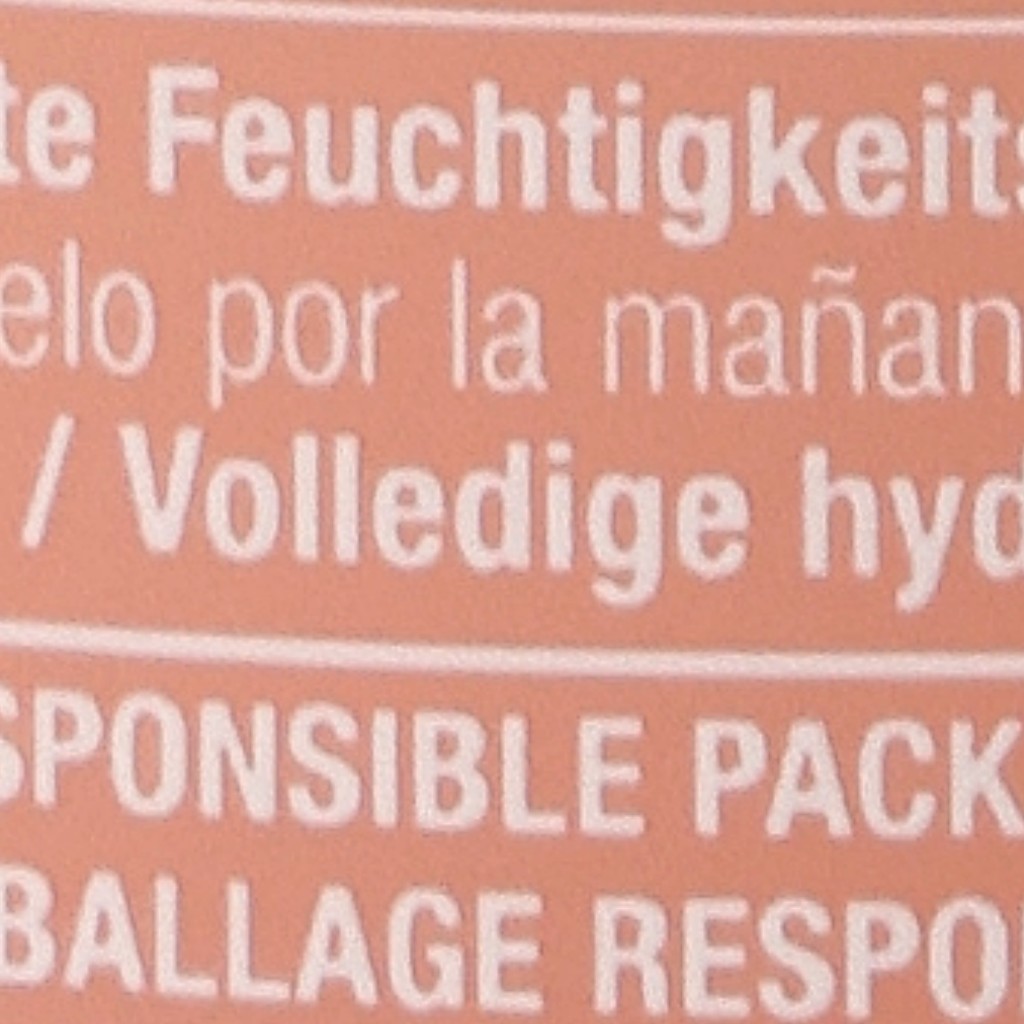 te Feuchtigkeits
elo por la mañan
/ Volledige hyd
SPONSIBLE PACK
BALLAGE RESPO